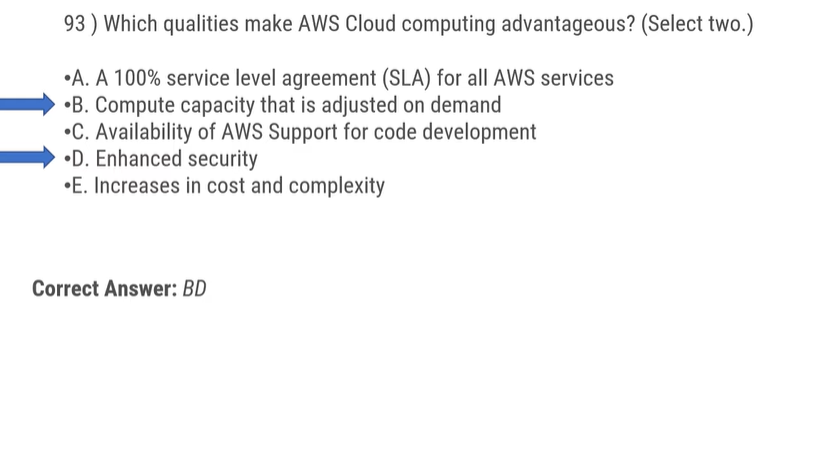 93 ) Which qualities make AWS Cloud computing advantageous? (Select two.)
•A. A 100% service level agreement (SLA) for all AWS services
•B. Compute capacity that is adjusted on demand
•C. Availability of AWS Support for code development
•D. Enhanced security
•E. Increases in cost and complexity
Correct Answer: BD